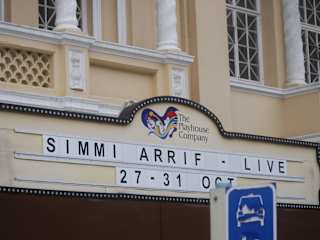 The
Playhouse
Company
SIMMI ARRIF - LIVE
27-31 OCT